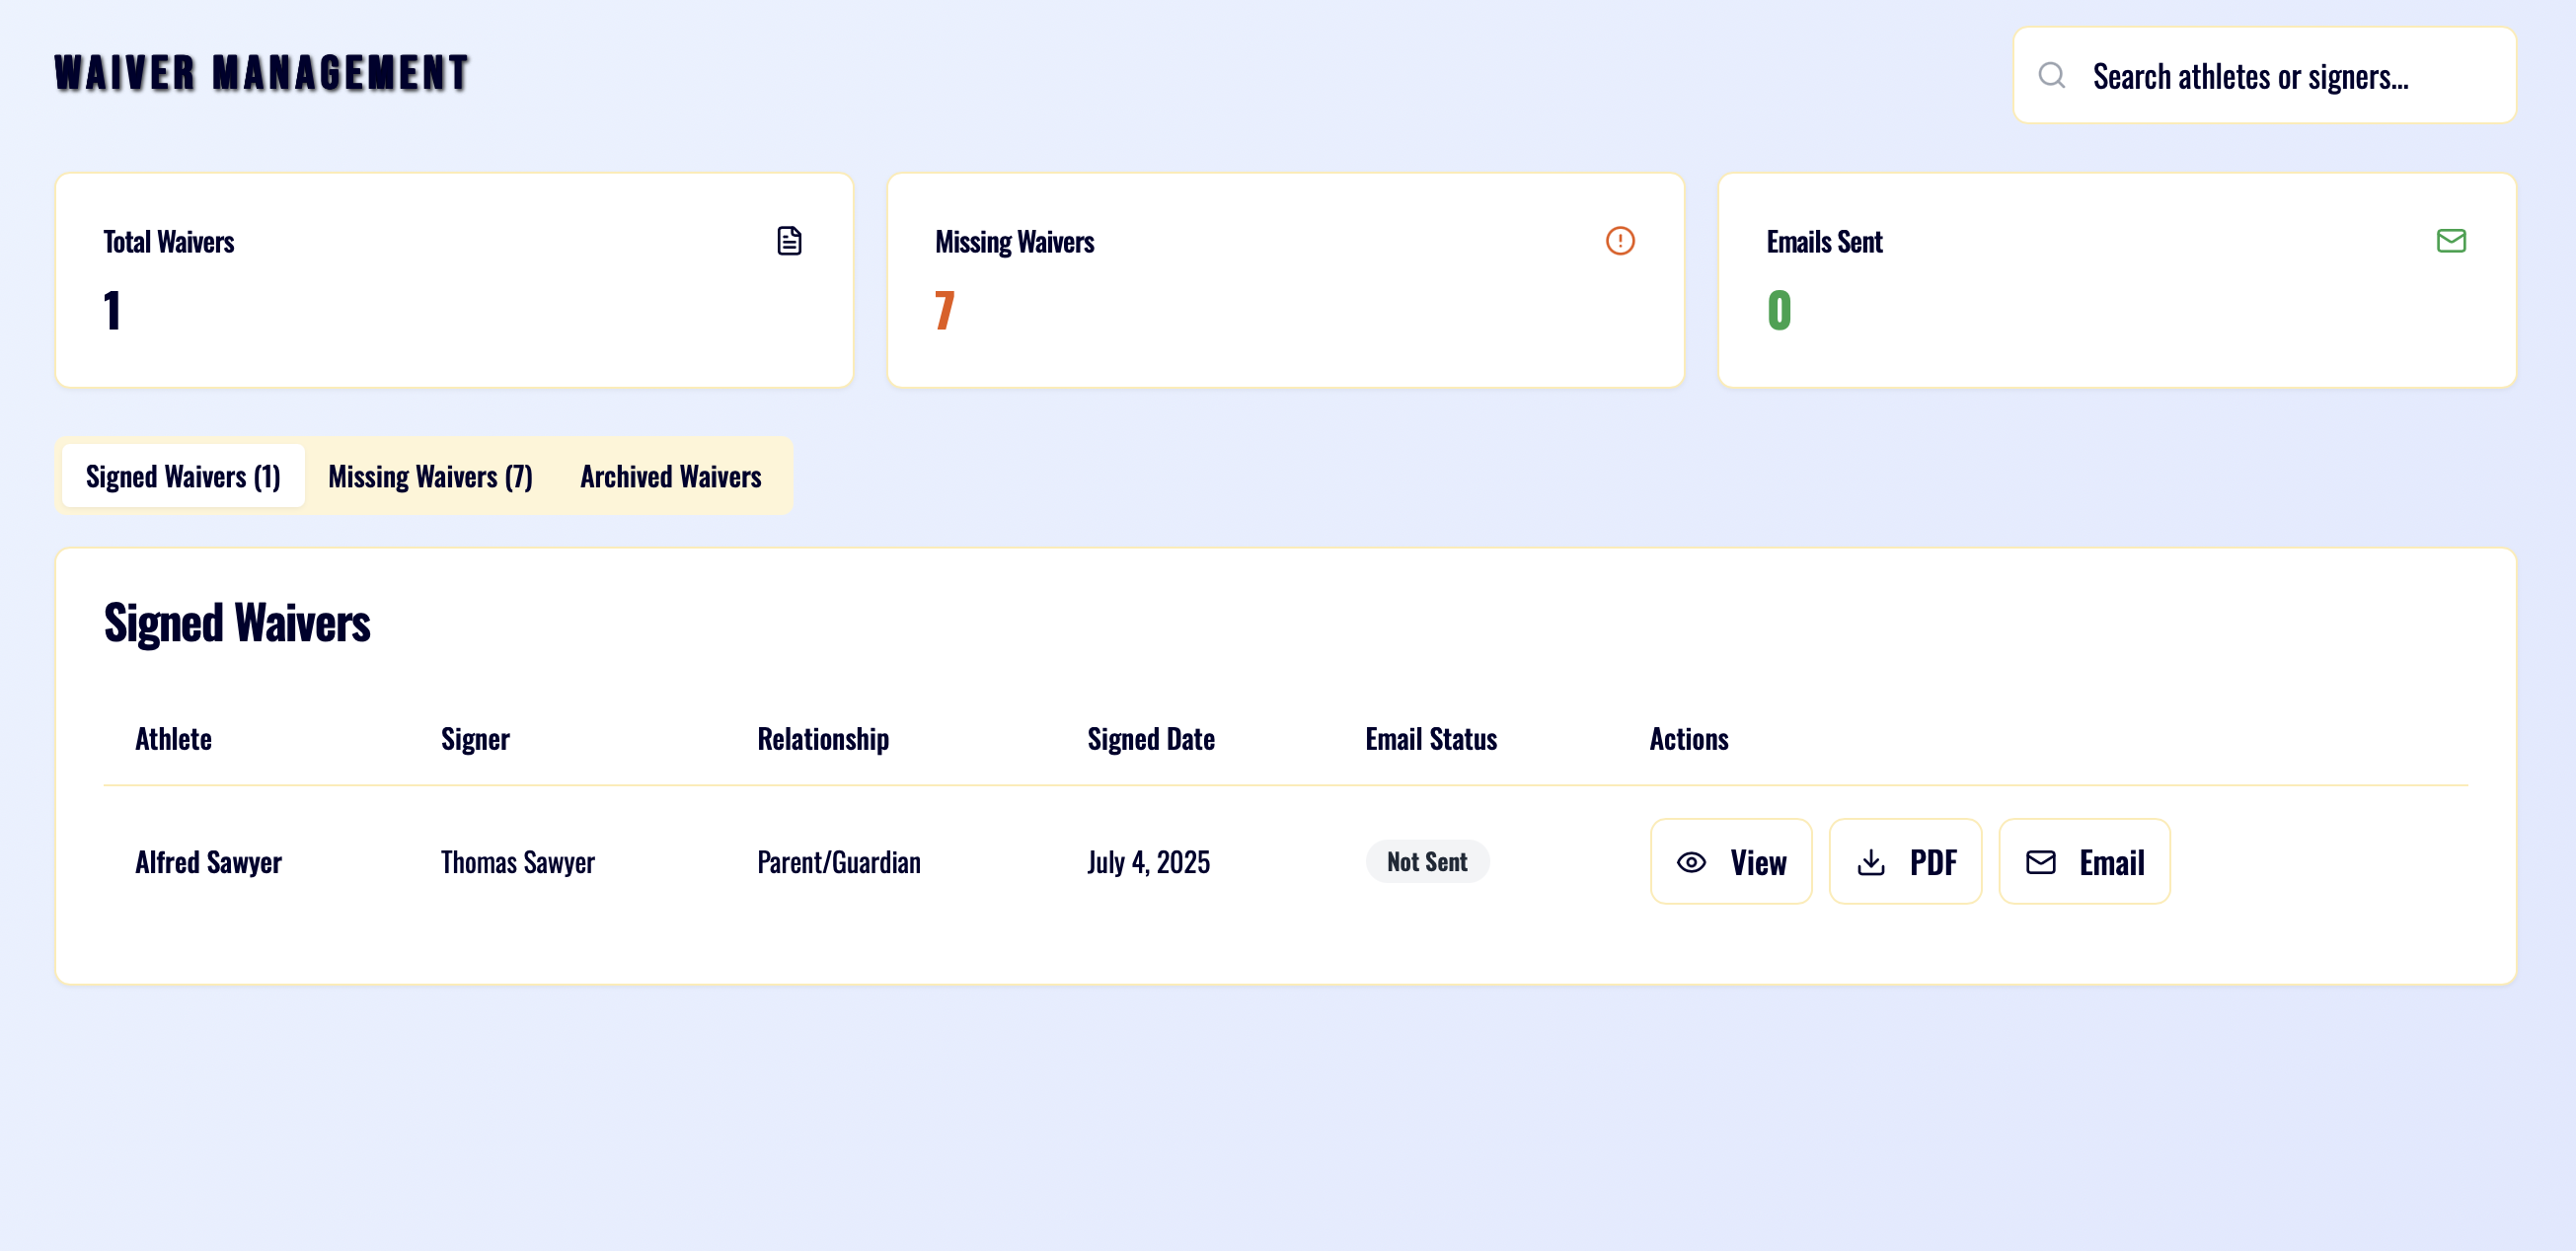 WAIVER MANAGEMENT
Search athletes or signers...
Total Waivers
1
Missing Waivers
7
Emails Sent
0
Signed Waivers (1) Missing Waivers (7) Archived Waivers
Signed Waivers
Athlete Signer Relationship Signed Date Email Status Actions
Alfred Sawyer Thomas Sawyer Parent/Guardian July 4, 2025 Not Sent View PDF Email